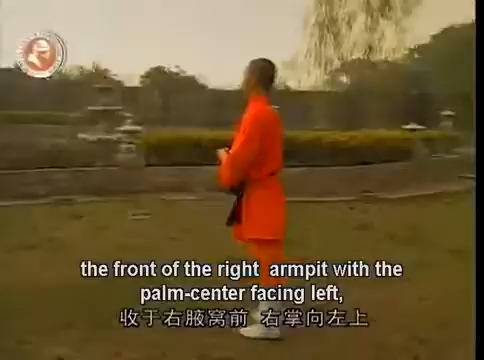 the front of the right armpit with the
palm-center facing left,
收于右腋窝前 右掌向左上